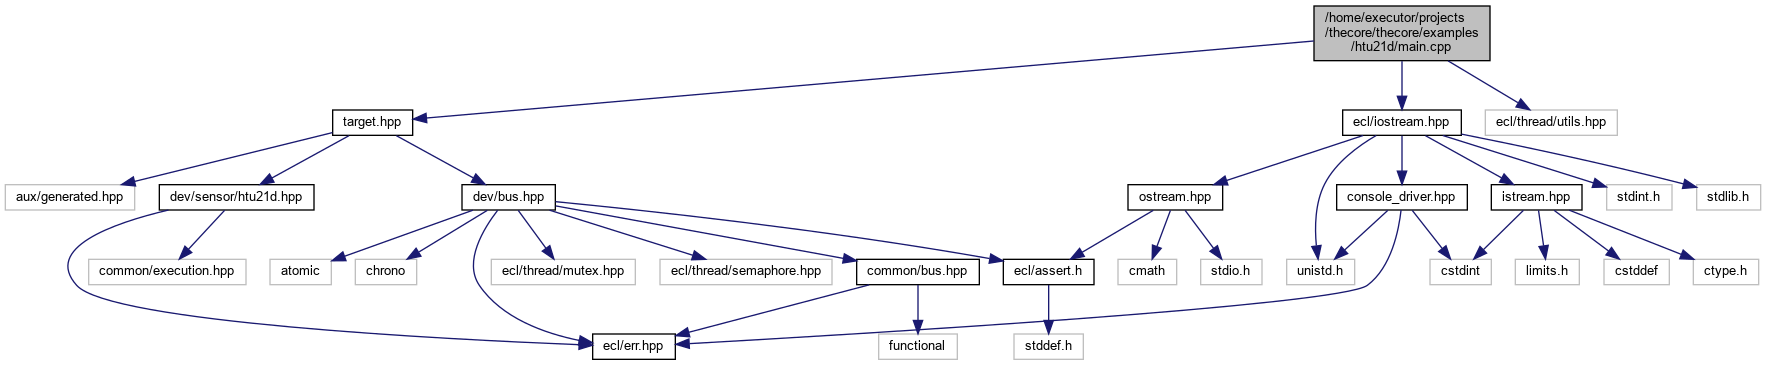 /home/executor/projects
/thecore/thecore/examples
/htu21d/main.cpp
target.hpp
ecl/iostream.hpp
ecl/thread/utils.hpp
aux/generated.hpp
dev/sensor/htu21d.hpp
dev/bus.hpp
ostream.hpp
console_driver.hpp
istream.hpp
stdint.h
stdlib.h
common/execution.hpp
atomic
chrono
ecl/thread/mutex.hpp
ecl/thread/semaphore.hpp
common/bus.hpp
ecl/assert.h
cmath
stdio.h
unistd.h
cstdint
limits.h
cstddef
ctype.h
ecl/err.hpp
functional
stddef.h